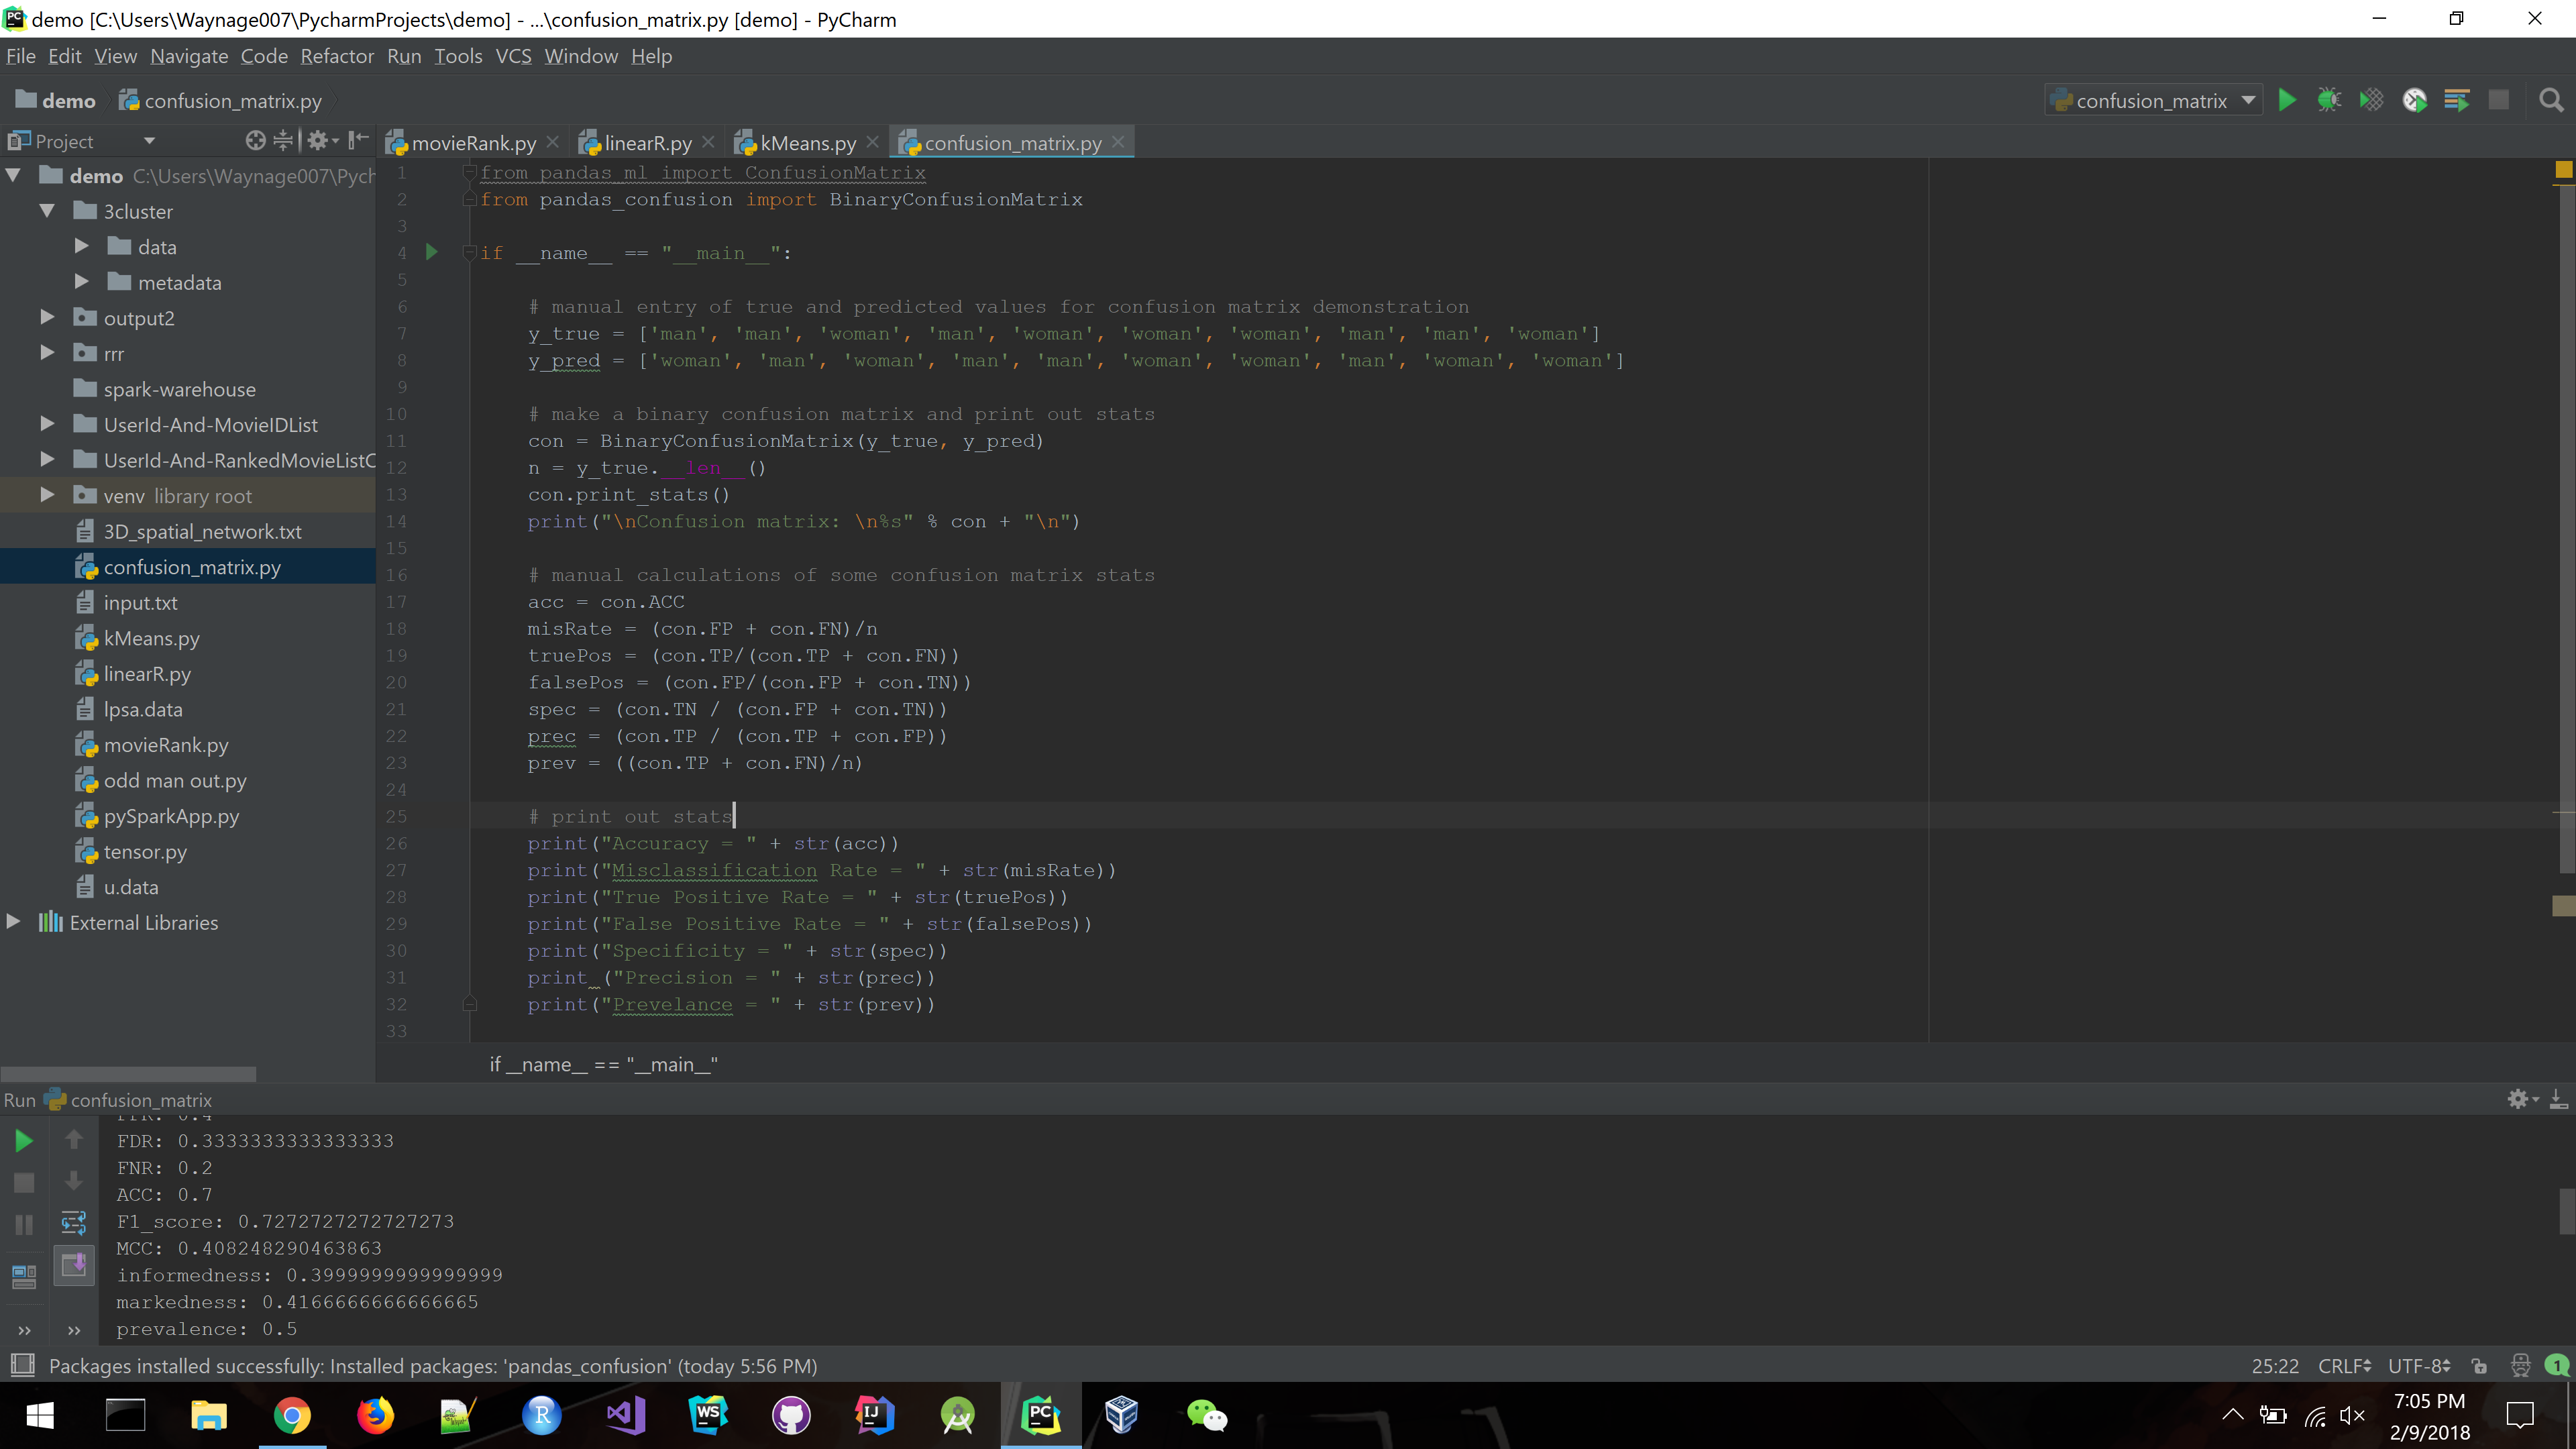 demo [C:\Users\Waynage007\PycharmProjects\demo] - ...\confusion_matrix.py [demo] - PyCharm
File Edit View Navigate Code Refactor Run Tools VCS Window Help
demo confusion_matrix.py
confusion_matrix
Project
movieRank.py linearR.py kMeans.py confusion_matrix.py
demo C:\Users\Waynage007\Pych
3cluster
data
metadata
output2
rrr
spark-warehouse
UserId-And-MovieIDList
UserId-And-RankedMovieListC
venv library root
3D_spatial_network.txt
confusion_matrix.py
input.txt
kMeans.py
linearR.py
lpsa.data
movieRank.py
odd man out.py
pySparkApp.py
tensor.py
u.data
External Libraries
1 from pandas_ml import ConfusionMatrix
2 from pandas_confusion import BinaryConfusionMatrix
3
4 if __name__ == "__main__":
5
6 # manual entry of true and predicted values for confusion matrix demonstration
7 y_true = ['man', 'man', 'woman', 'man', 'woman', 'woman', 'woman', 'man', 'man', 'woman']
8 y_pred = ['woman', 'man', 'woman', 'man', 'man', 'woman', 'woman', 'man', 'woman', 'woman']
9
10 # make a binary confusion matrix and print out stats
11 con = BinaryConfusionMatrix(y_true, y_pred)
12 n = y_true.__len__()
13 con.print_stats()
14 print("\nConfusion matrix: \n%s" % con + "\n")
15
16 # manual calculations of some confusion matrix stats
17 acc = con.ACC
18 misRate = (con.FP + con.FN)/n
19 truePos = (con.TP/(con.TP + con.FN))
20 falsePos = (con.FP/(con.FP + con.TN))
21 spec = (con.TN / (con.FP + con.TN))
22 prec = (con.TP / (con.TP + con.FP))
23 prev = ((con.TP + con.FN)/n)
24
25 # print out stats
26 print("Accuracy = " + str(acc))
27 print("Misclassification Rate = " + str(misRate))
28 print("True Positive Rate = " + str(truePos))
29 print("False Positive Rate = " + str(falsePos))
30 print("Specificity = " + str(spec))
31 print ("Precision = " + str(prec))
32 print("Prevelance = " + str(prev))
33
if __name__ == "__main__"
Run confusion_matrix
FDR: 0.3333333333333333
FNR: 0.2
ACC: 0.7
F1_score: 0.7272727272727273
MCC: 0.408248290463863
informedness: 0.3999999999999999
markedness: 0.4166666666666665
prevalence: 0.5
Packages installed successfully: Installed packages: 'pandas_confusion' (today 5:56 PM)
25:22 CRLF UTF-8 1
R WS IJ PC
7:05 PM
2/9/2018